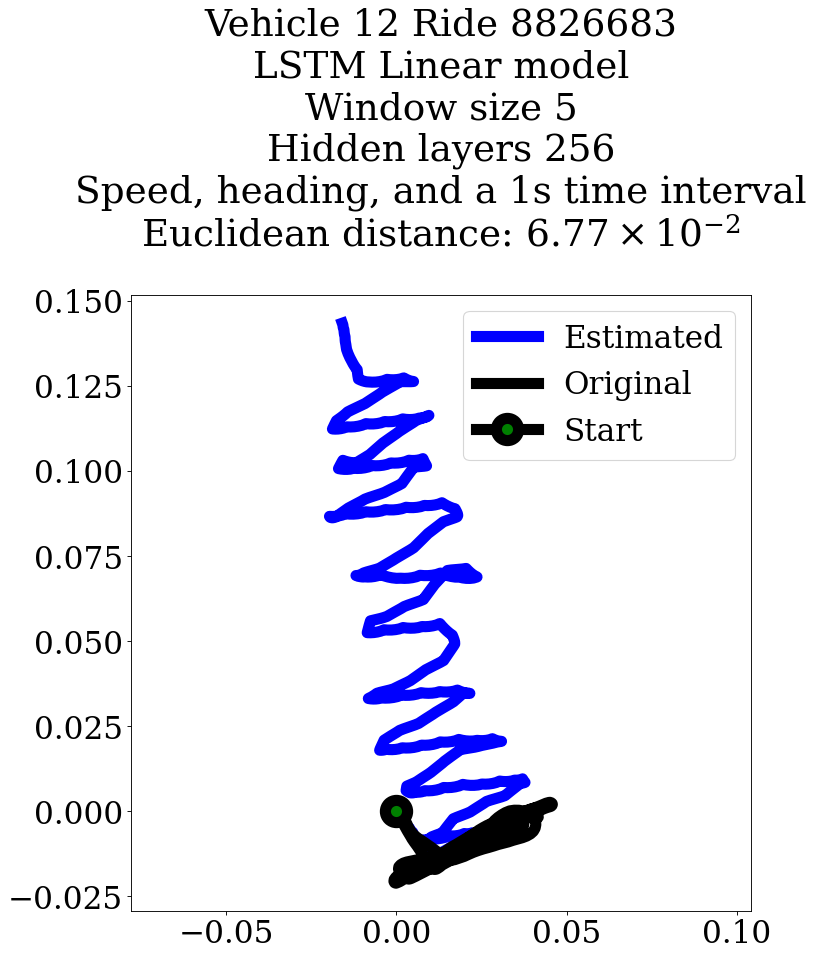 Vehicle 12 Ride 8826683
LSTM Linear model
Window size 5
Hidden layers 256
Speed, heading, and a 1s time interval
Euclidean distance: 6.77 × 10⁻²
0.150
0.125
0.100
0.075
0.050
0.025
0.000
−0.025
Estimated
Original
Start
−0.05
0.00
0.05
0.10